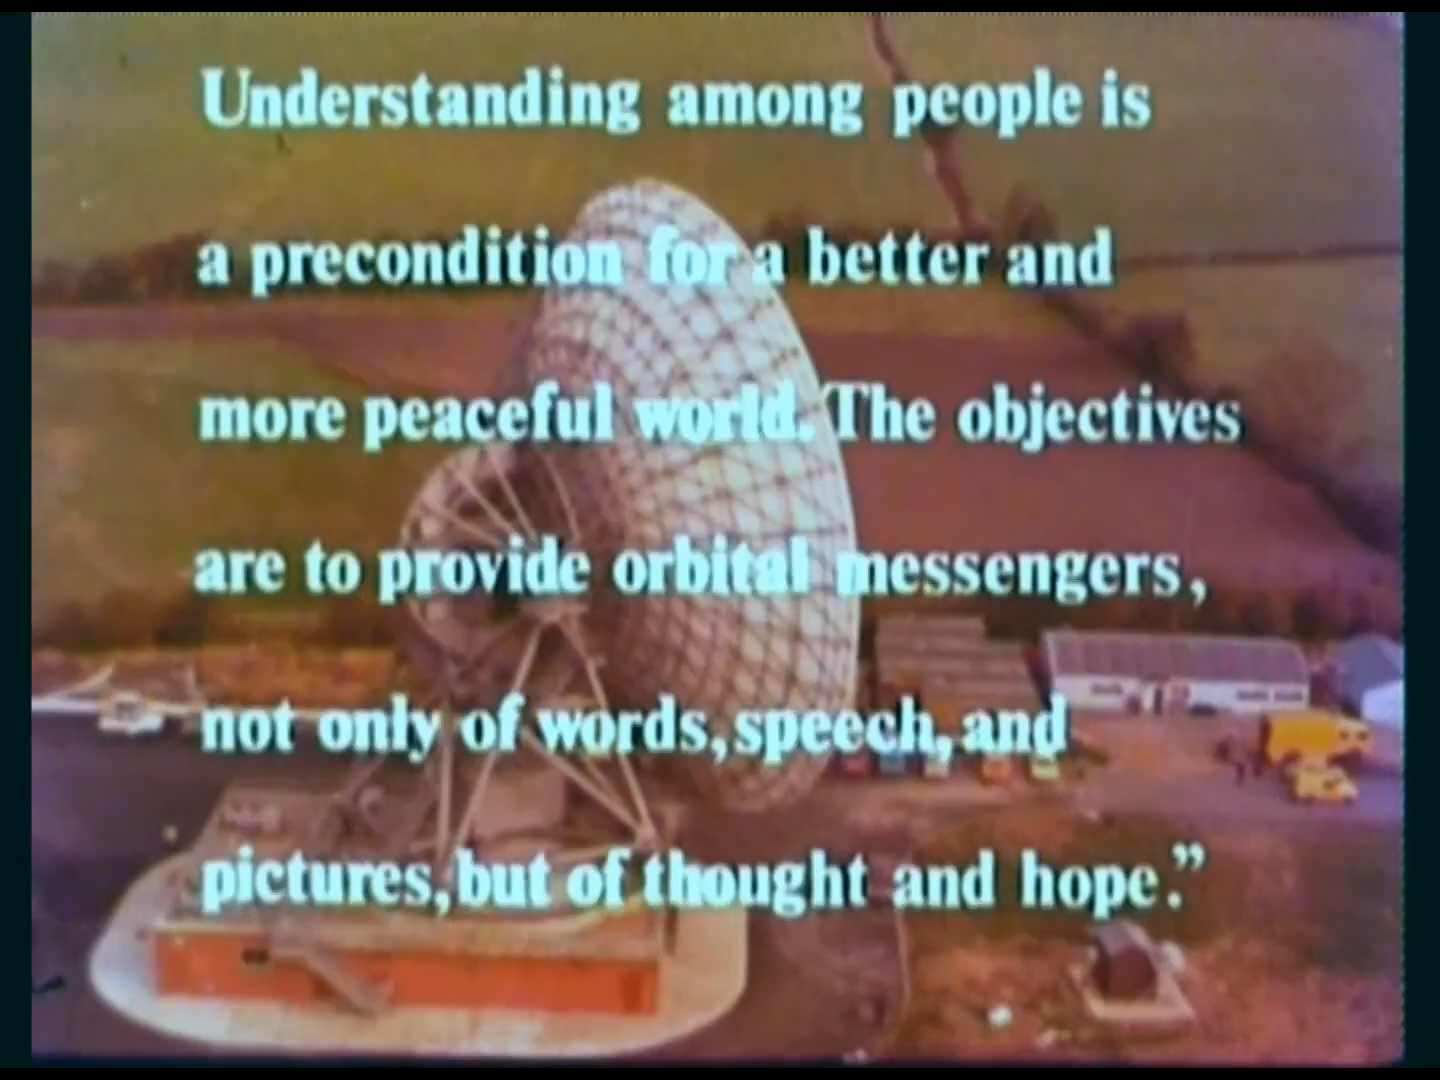 Understanding among people is
a precondition for a better and
more peaceful world. The objectives
are to provide orbital messengers,
not only of words, speech, and
pictures, but of thought and hope.”